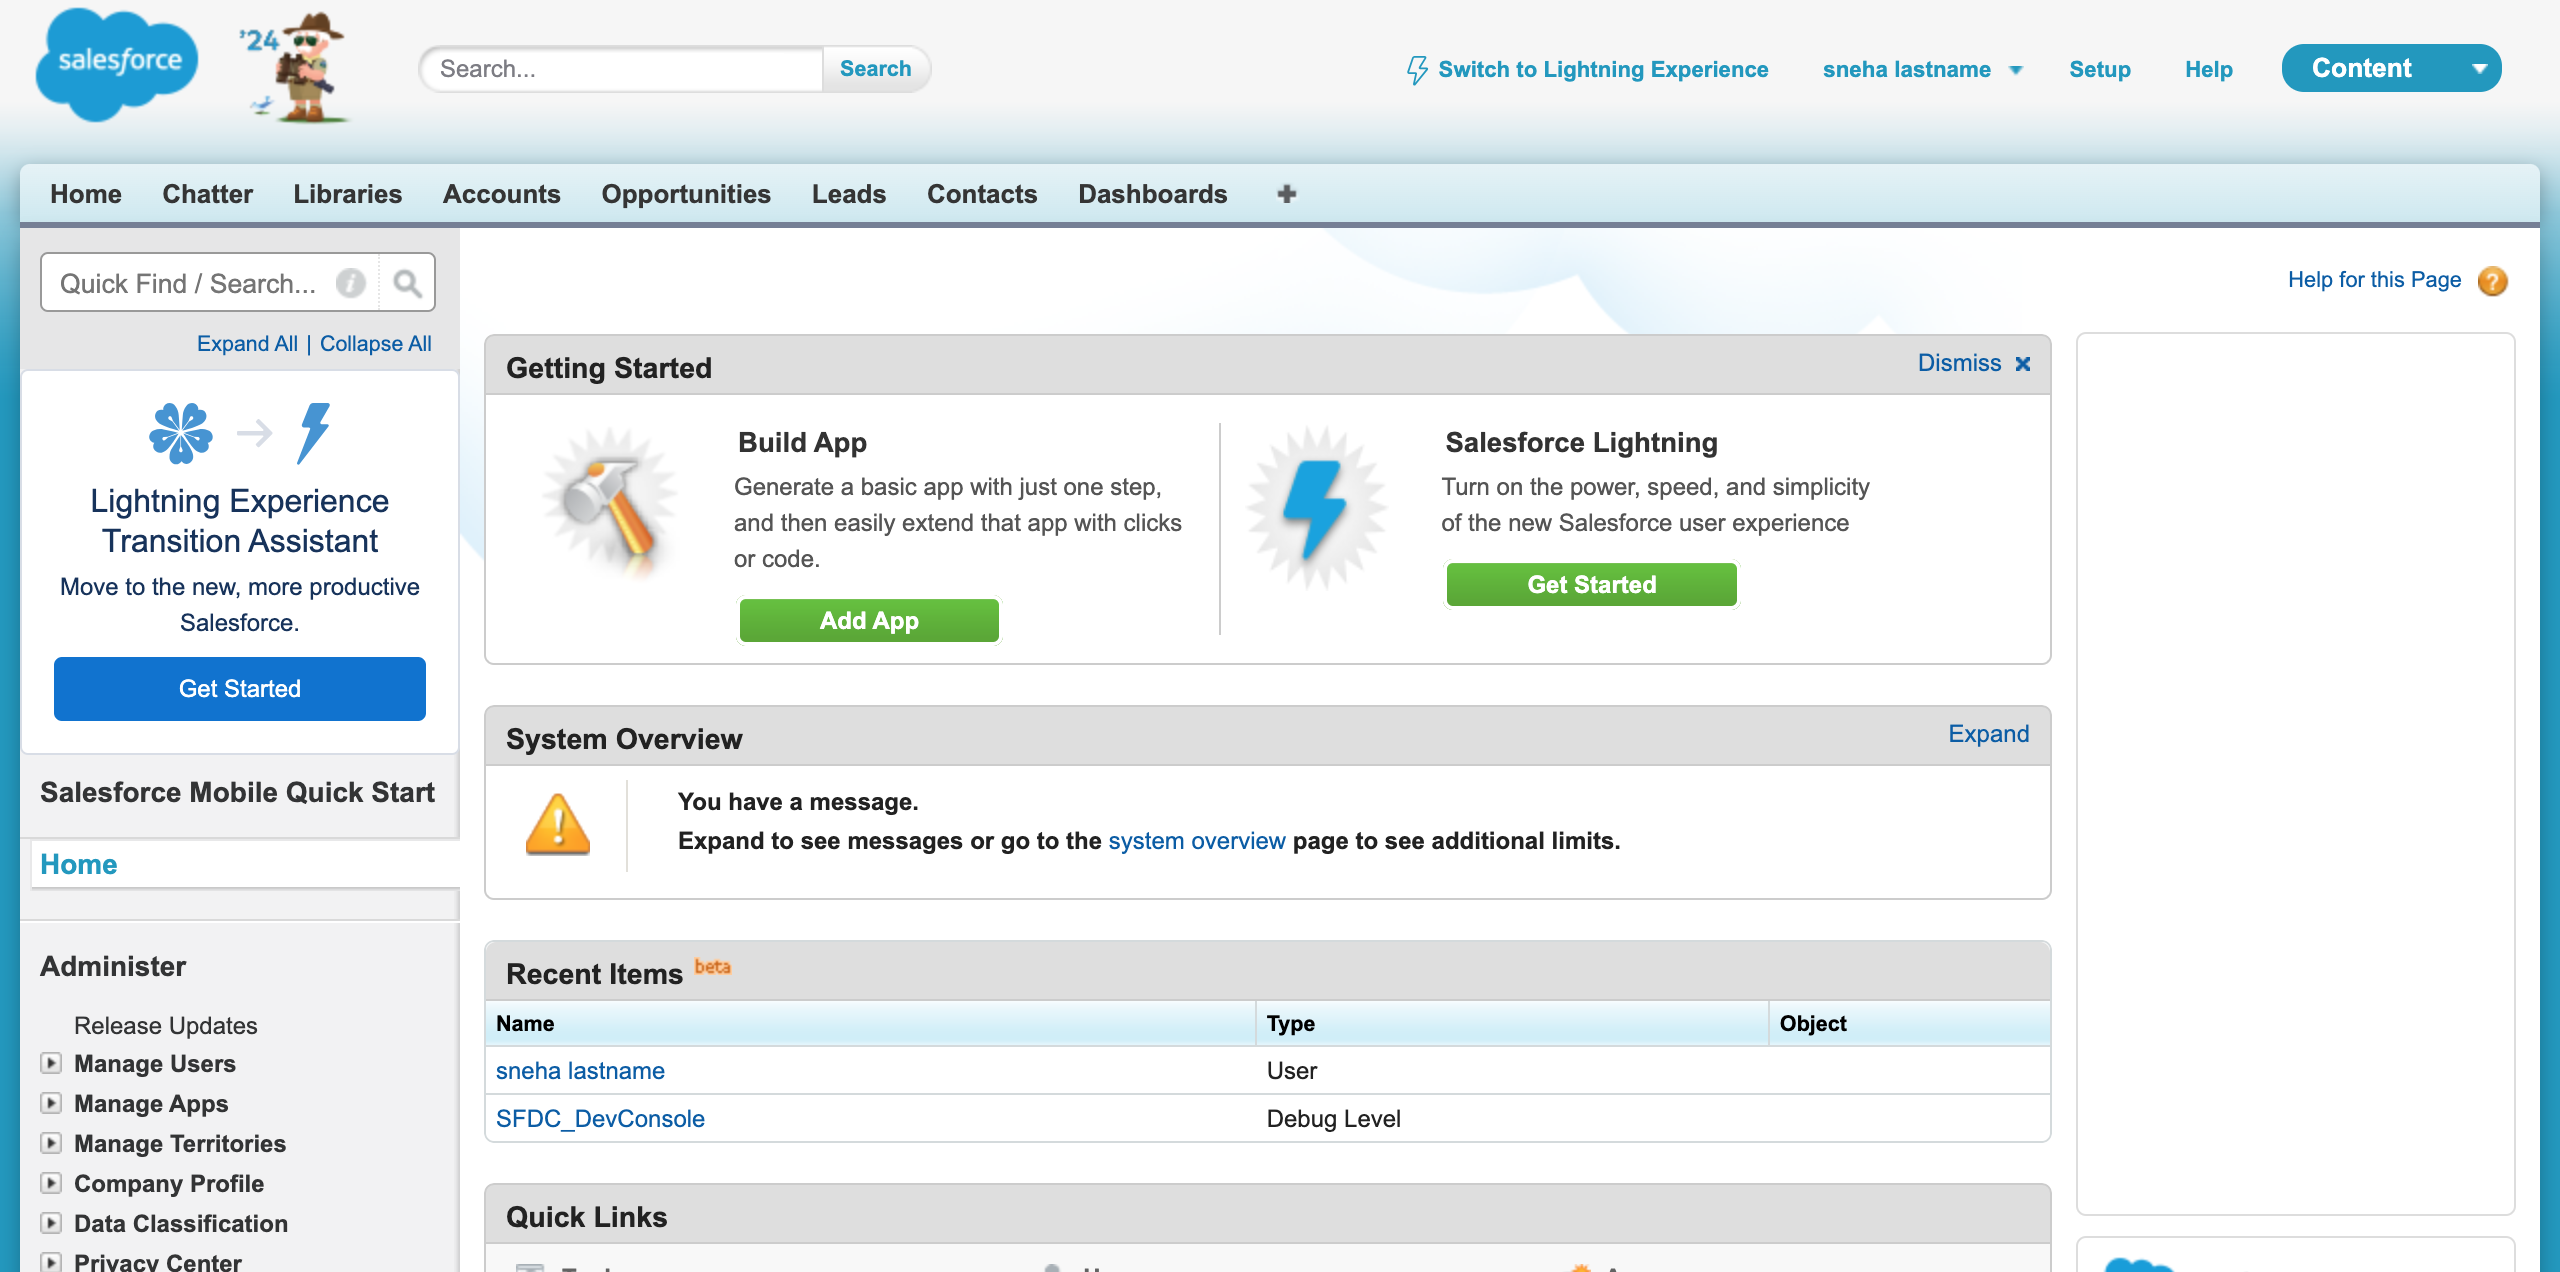 salesforce
'24
Search...
Search
Switch to Lightning Experience
sneha lastname
Setup
Help
Content
Home
Chatter
Libraries
Accounts
Opportunities
Leads
Contacts
Dashboards
Quick Find / Search...
Expand All | Collapse All
Lightning Experience
Transition Assistant
Move to the new, more productive
Salesforce.
Get Started
Salesforce Mobile Quick Start
Home
Administer
Release Updates
Manage Users
Manage Apps
Manage Territories
Company Profile
Data Classification
Privacy Center
Help for this Page
Getting Started
Dismiss
Build App
Generate a basic app with just one step,
and then easily extend that app with clicks
or code.
Add App
Salesforce Lightning
Turn on the power, speed, and simplicity
of the new Salesforce user experience
Get Started
System Overview
Expand
You have a message.
Expand to see messages or go to the system overview page to see additional limits.
Recent Items beta
Name Type Object
sneha lastname User
SFDC_DevConsole Debug Level
Quick Links